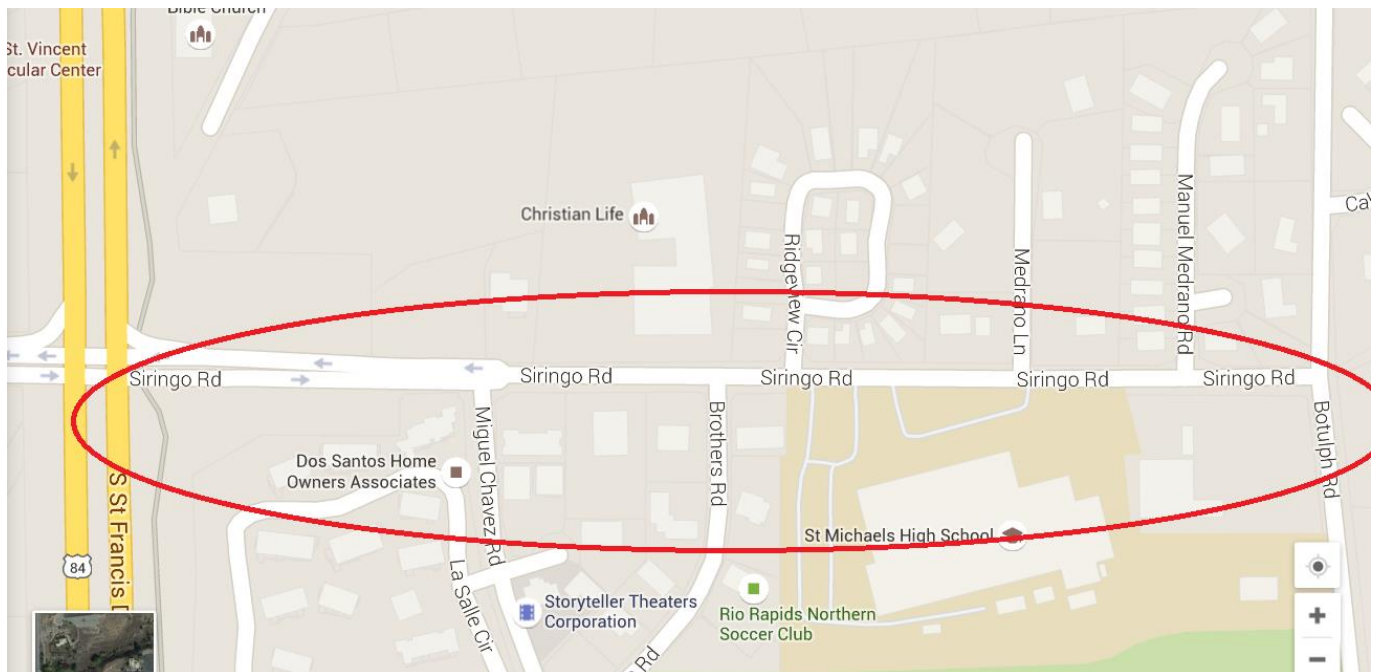 Bible Church
St. Vincent
cular Center
Christian Life
Ridgeview Cir
Medrano Ln
Manuel Medrano Rd
Ca
Siringo Rd
Siringo Rd
Siringo Rd
Siringo Rd
Siringo Rd
Miguel Chavez Rd
Brothers Rd
Botulph Rd
Dos Santos Home
Owners Associates
S St Francis D
St Michaels High School
84
La Salle Cir
Storyteller Theaters
Corporation
Rio Rapids Northern
Soccer Club
Rd